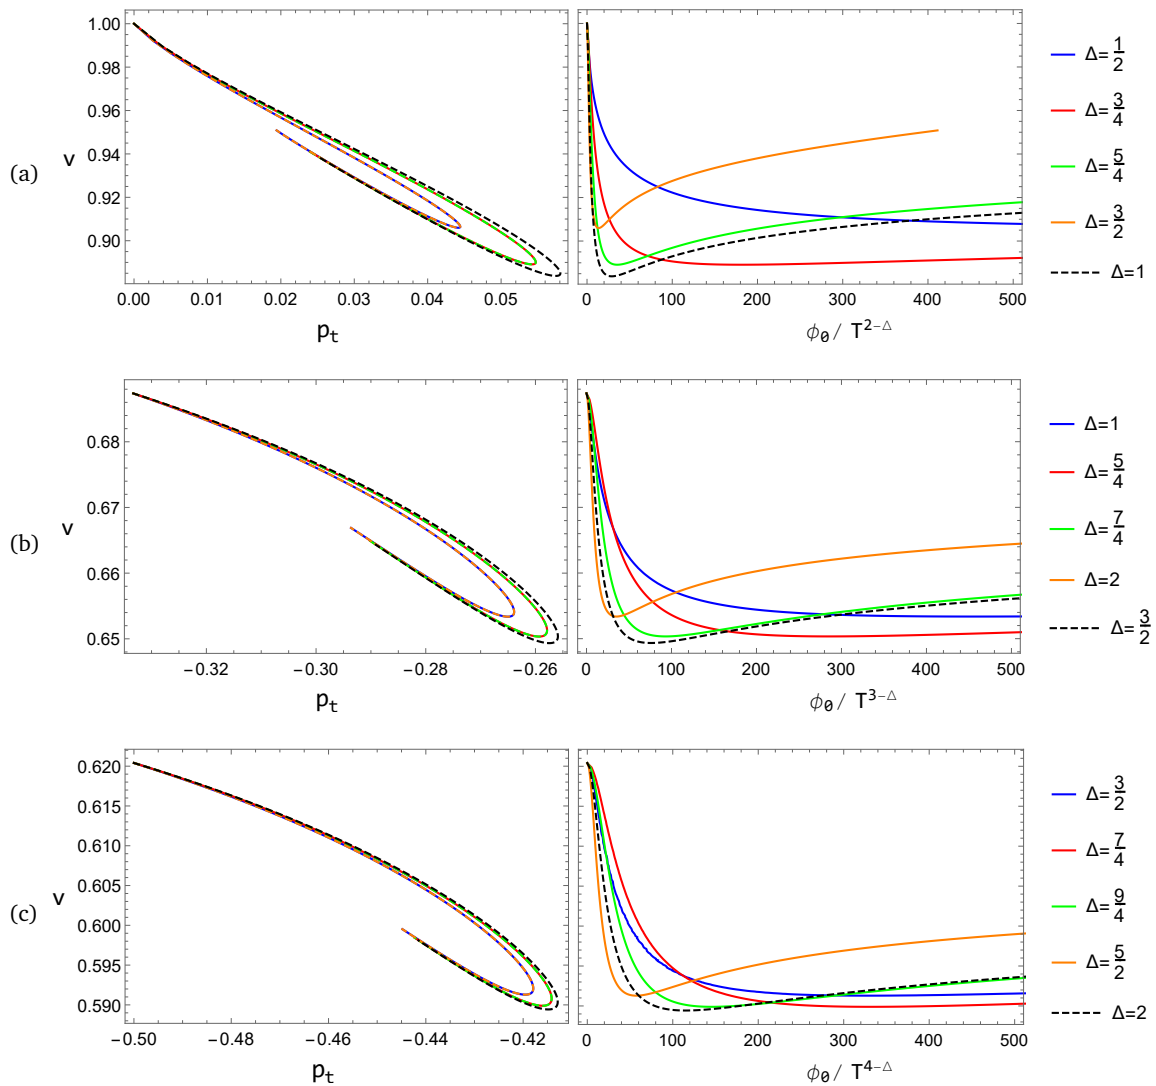 (a)
v
1.00
0.98
0.96
0.94
0.92
0.90
0.00 0.01 0.02 0.03 0.04 0.05
p_t
0 100 200 300 400 500
ϕ_0 / T^{2-Δ}
Δ=1/2
Δ=3/4
Δ=5/4
Δ=3/2
Δ=1
(b)
v
0.68
0.67
0.66
0.65
−0.32 −0.30 −0.28 −0.26
p_t
0 100 200 300 400 500
ϕ_0 / T^{3-Δ}
Δ=1
Δ=5/4
Δ=7/4
Δ=2
Δ=3/2
(c)
v
0.620
0.615
0.610
0.605
0.600
0.595
0.590
−0.50 −0.48 −0.46 −0.44 −0.42
p_t
0 100 200 300 400 500
ϕ_0 / T^{4-Δ}
Δ=3/2
Δ=7/4
Δ=9/4
Δ=5/2
Δ=2